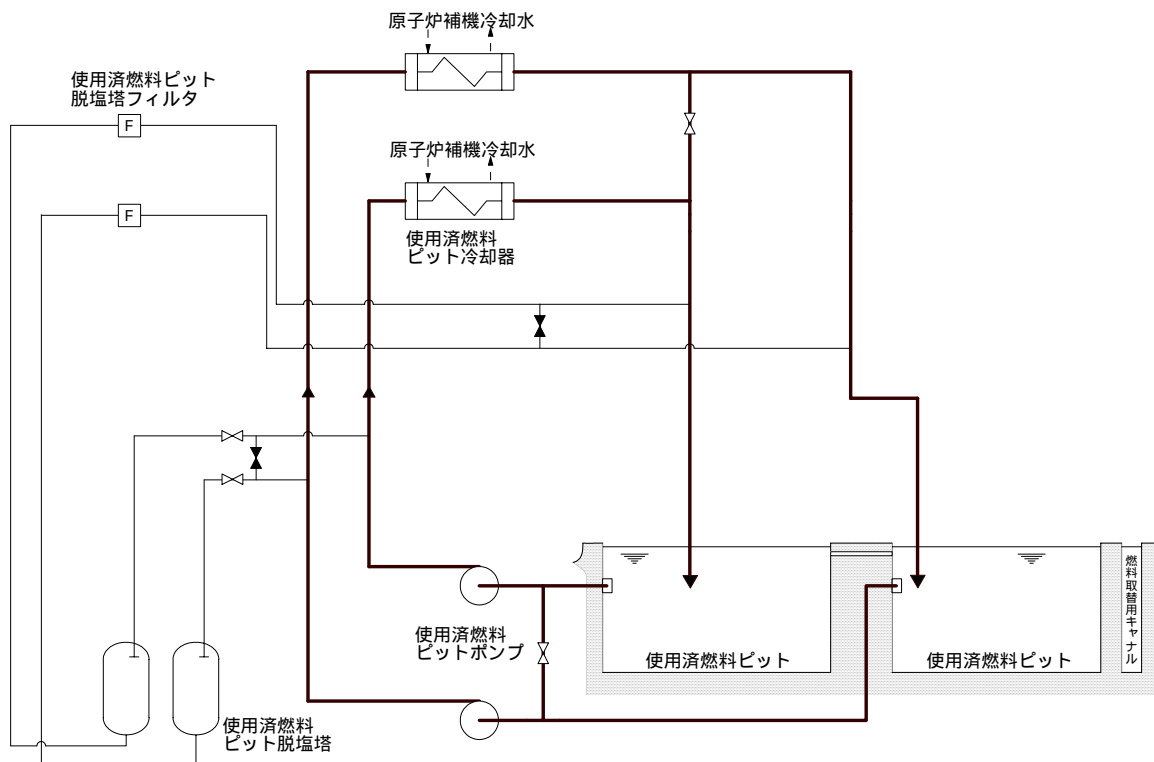 原子炉補機冷却水
使用済燃料ピット
脱塩塔フィルタ
F
原子炉補機冷却水
F
使用済燃料
ピット冷却器
使用済燃料
ピットポンプ
使用済燃料ピット
使用済燃料ピット
燃料取替用キャナル
使用済燃料
ピット脱塩塔